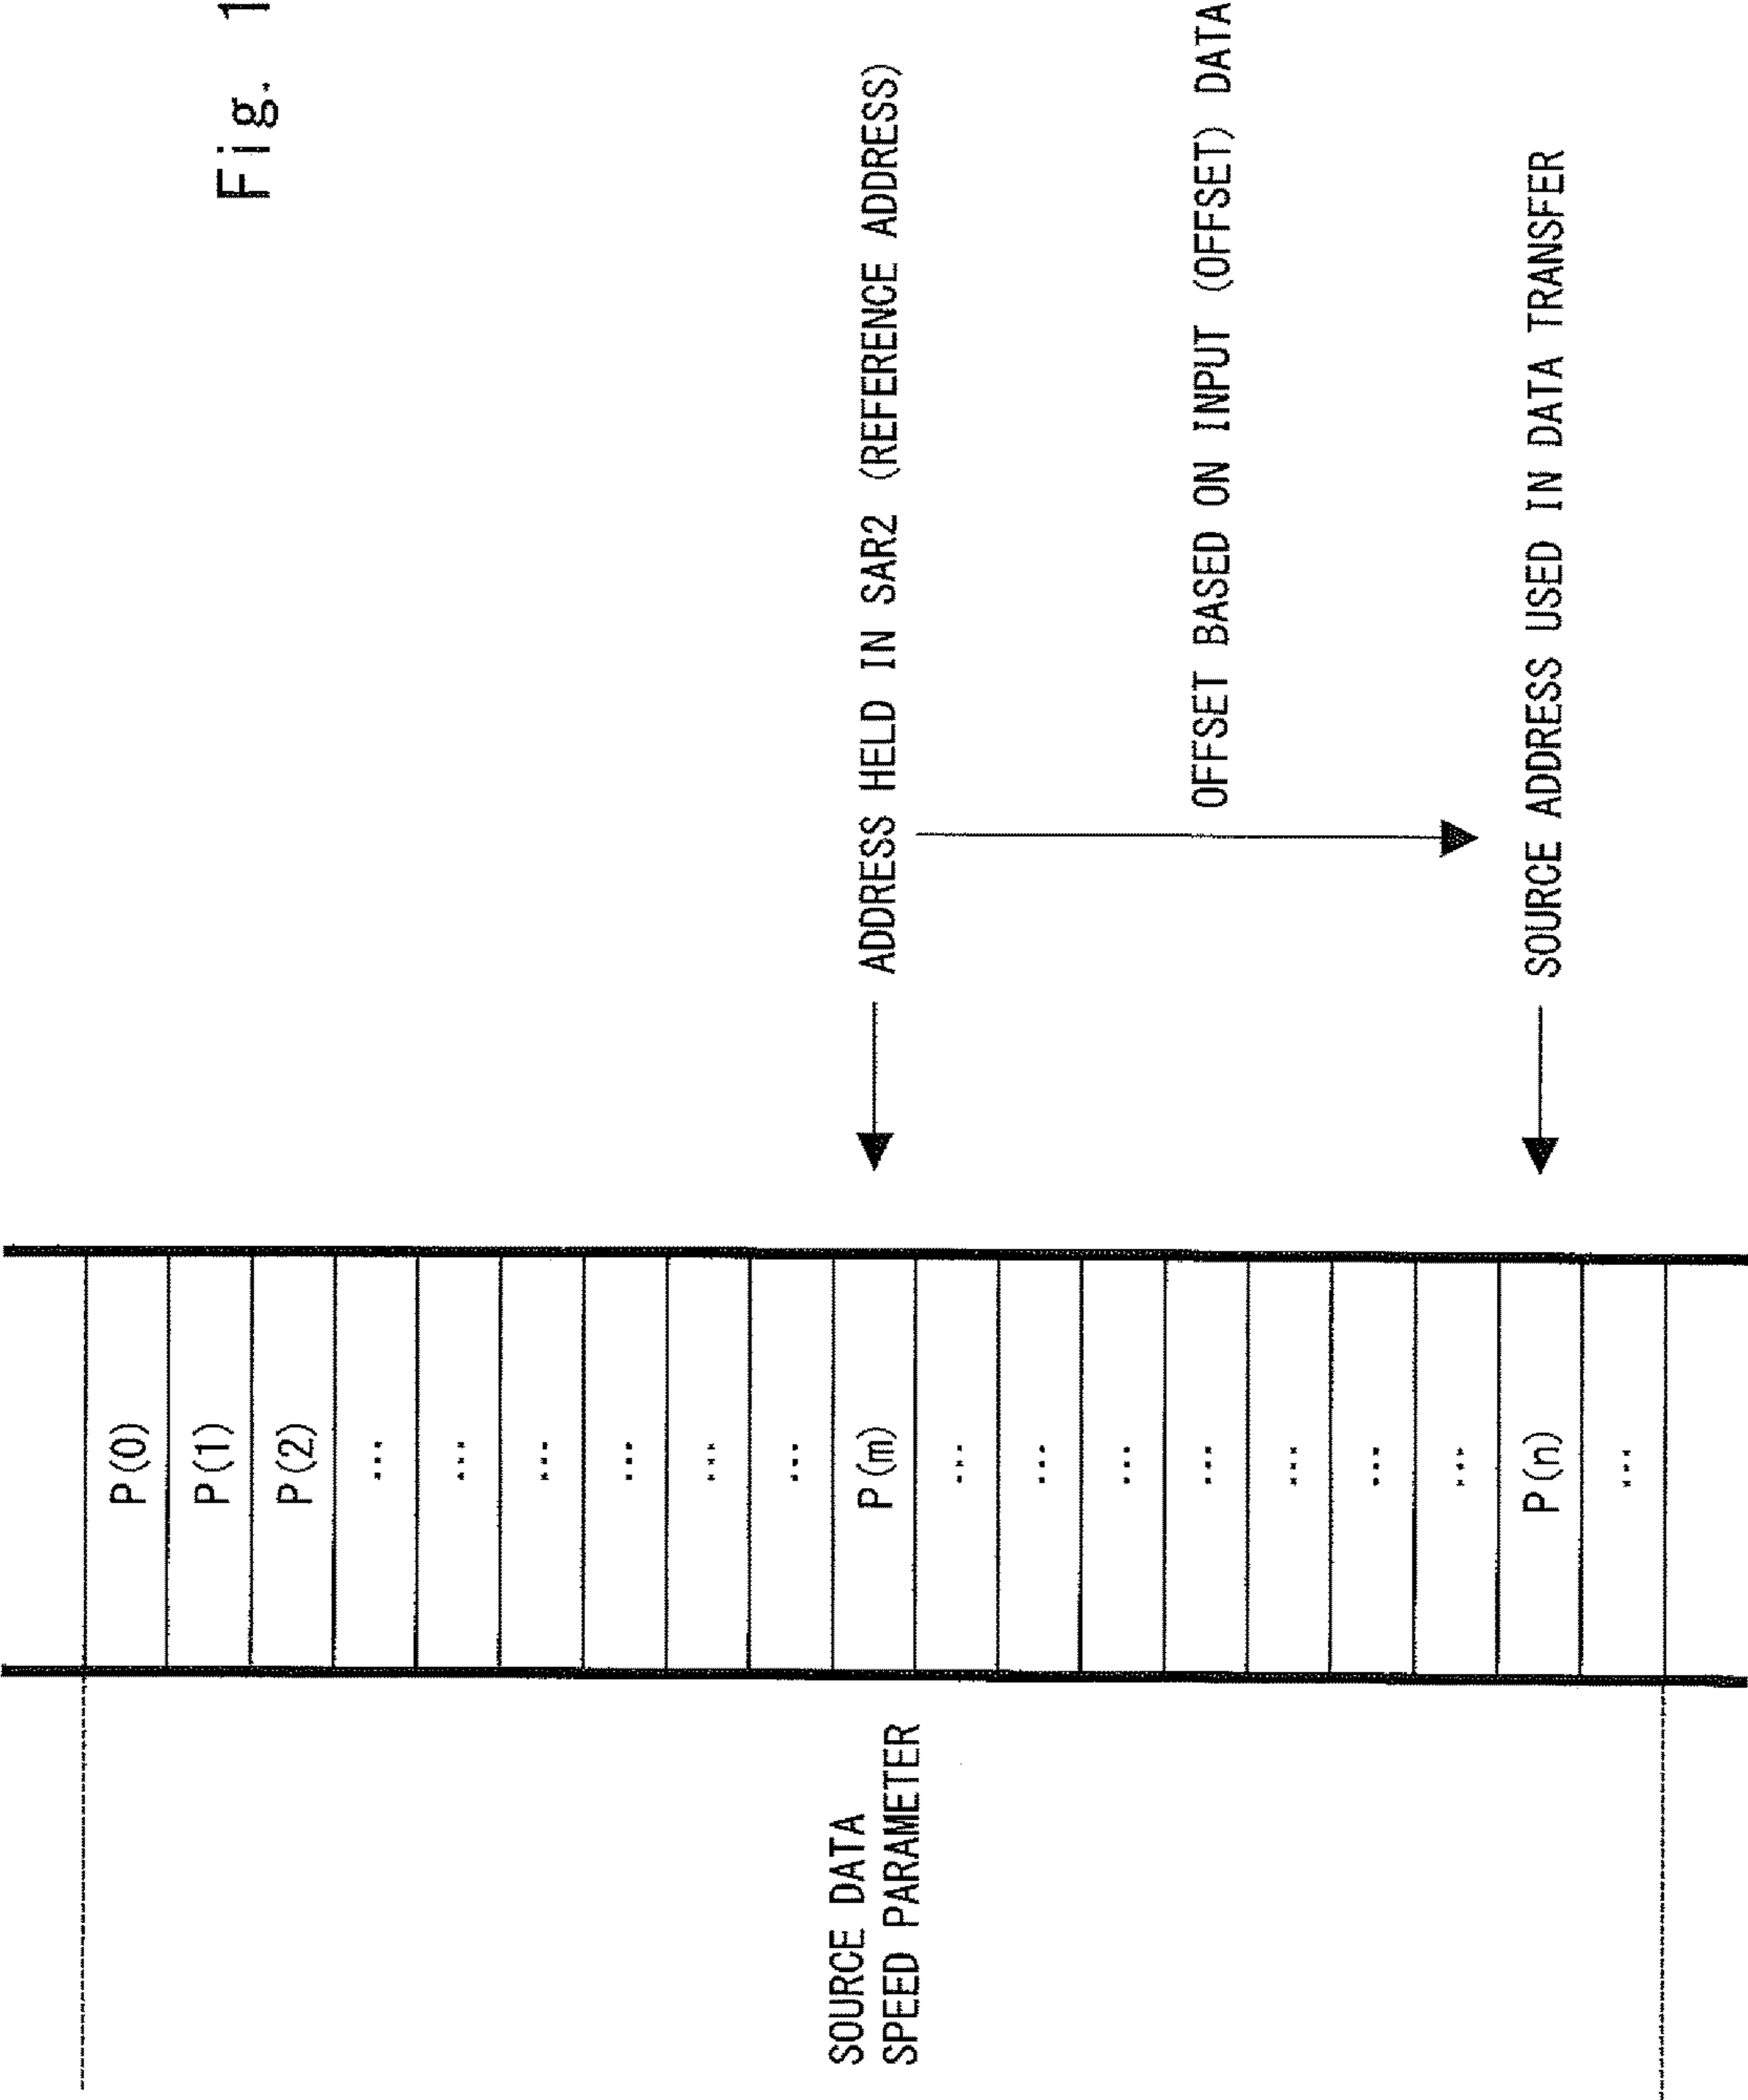 Fig. 1
SOURCE DATA
SPEED PARAMETER
P(0)
P(1)
P(2)
...
...
...
...
...
...
P(m)
...
...
...
...
...
...
...
P(n)
...
ADDRESS HELD IN SAR2 (REFERENCE ADDRESS)
OFFSET BASED ON INPUT (OFFSET) DATA
SOURCE ADDRESS USED IN DATA TRANSFER